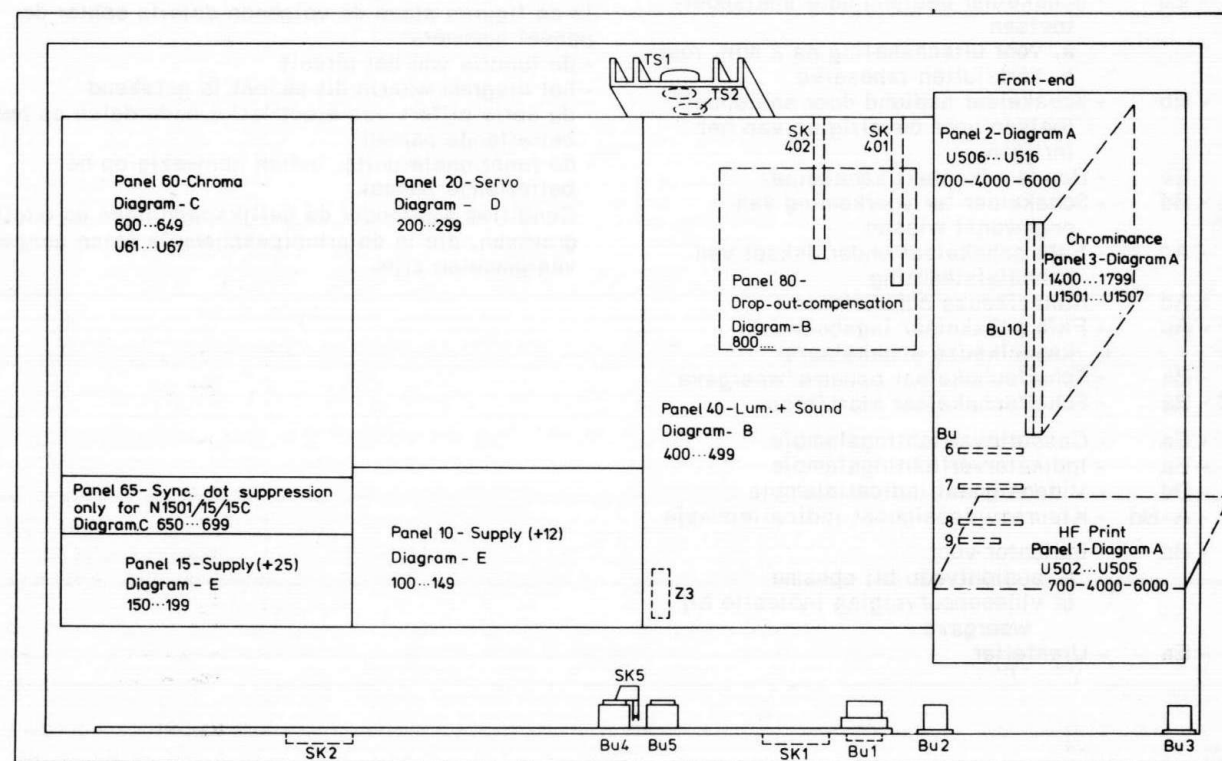 TS1
TS2
Front-end
SK
402
SK
401
Panel 2-Diagram A
U506... U516
700-4000-6000
Panel 60-Chroma
Diagram-C
600...649
U61...U67
Panel 20- Servo
Diagram - D
200...299
Chrominance
Panel 3-Diagram A
1400...1799
U1501...U1507
Panel 80-
Drop-out-compensation
Diagram-B
800....
Bu10
Panel 40-Lum.+ Sound
Diagram- B
400...499
Bu
6
7
8
9
Panel 65- Sync. dot suppression
only for N1501/15/15C
Diagram.C 650...699
Panel 10 - Supply (+12)
Diagram - E
100...149
HF Print
Panel 1-Diagram A
U502...U505
700-4000-6000
Panel 15-Supply(+25)
Diagram - E
150...199
Z3
SK5
SK2
Bu4
Bu5
SK1
Bu1
Bu2
Bu3